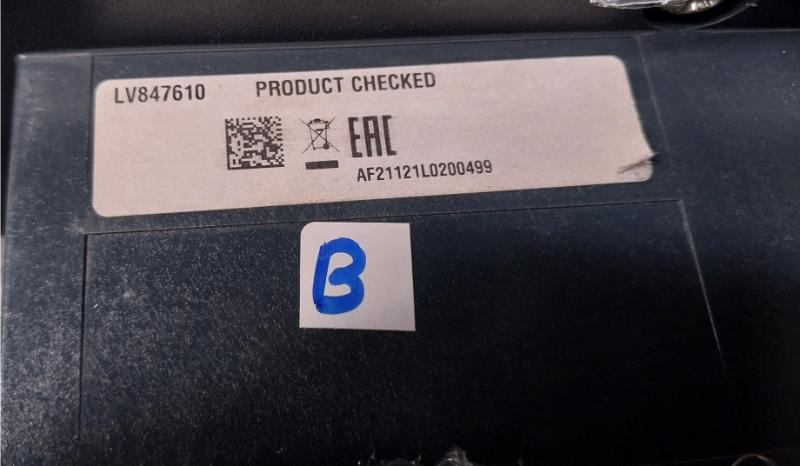 LV847610 PRODUCT CHECKED
EAC
AF21121L0200499
B